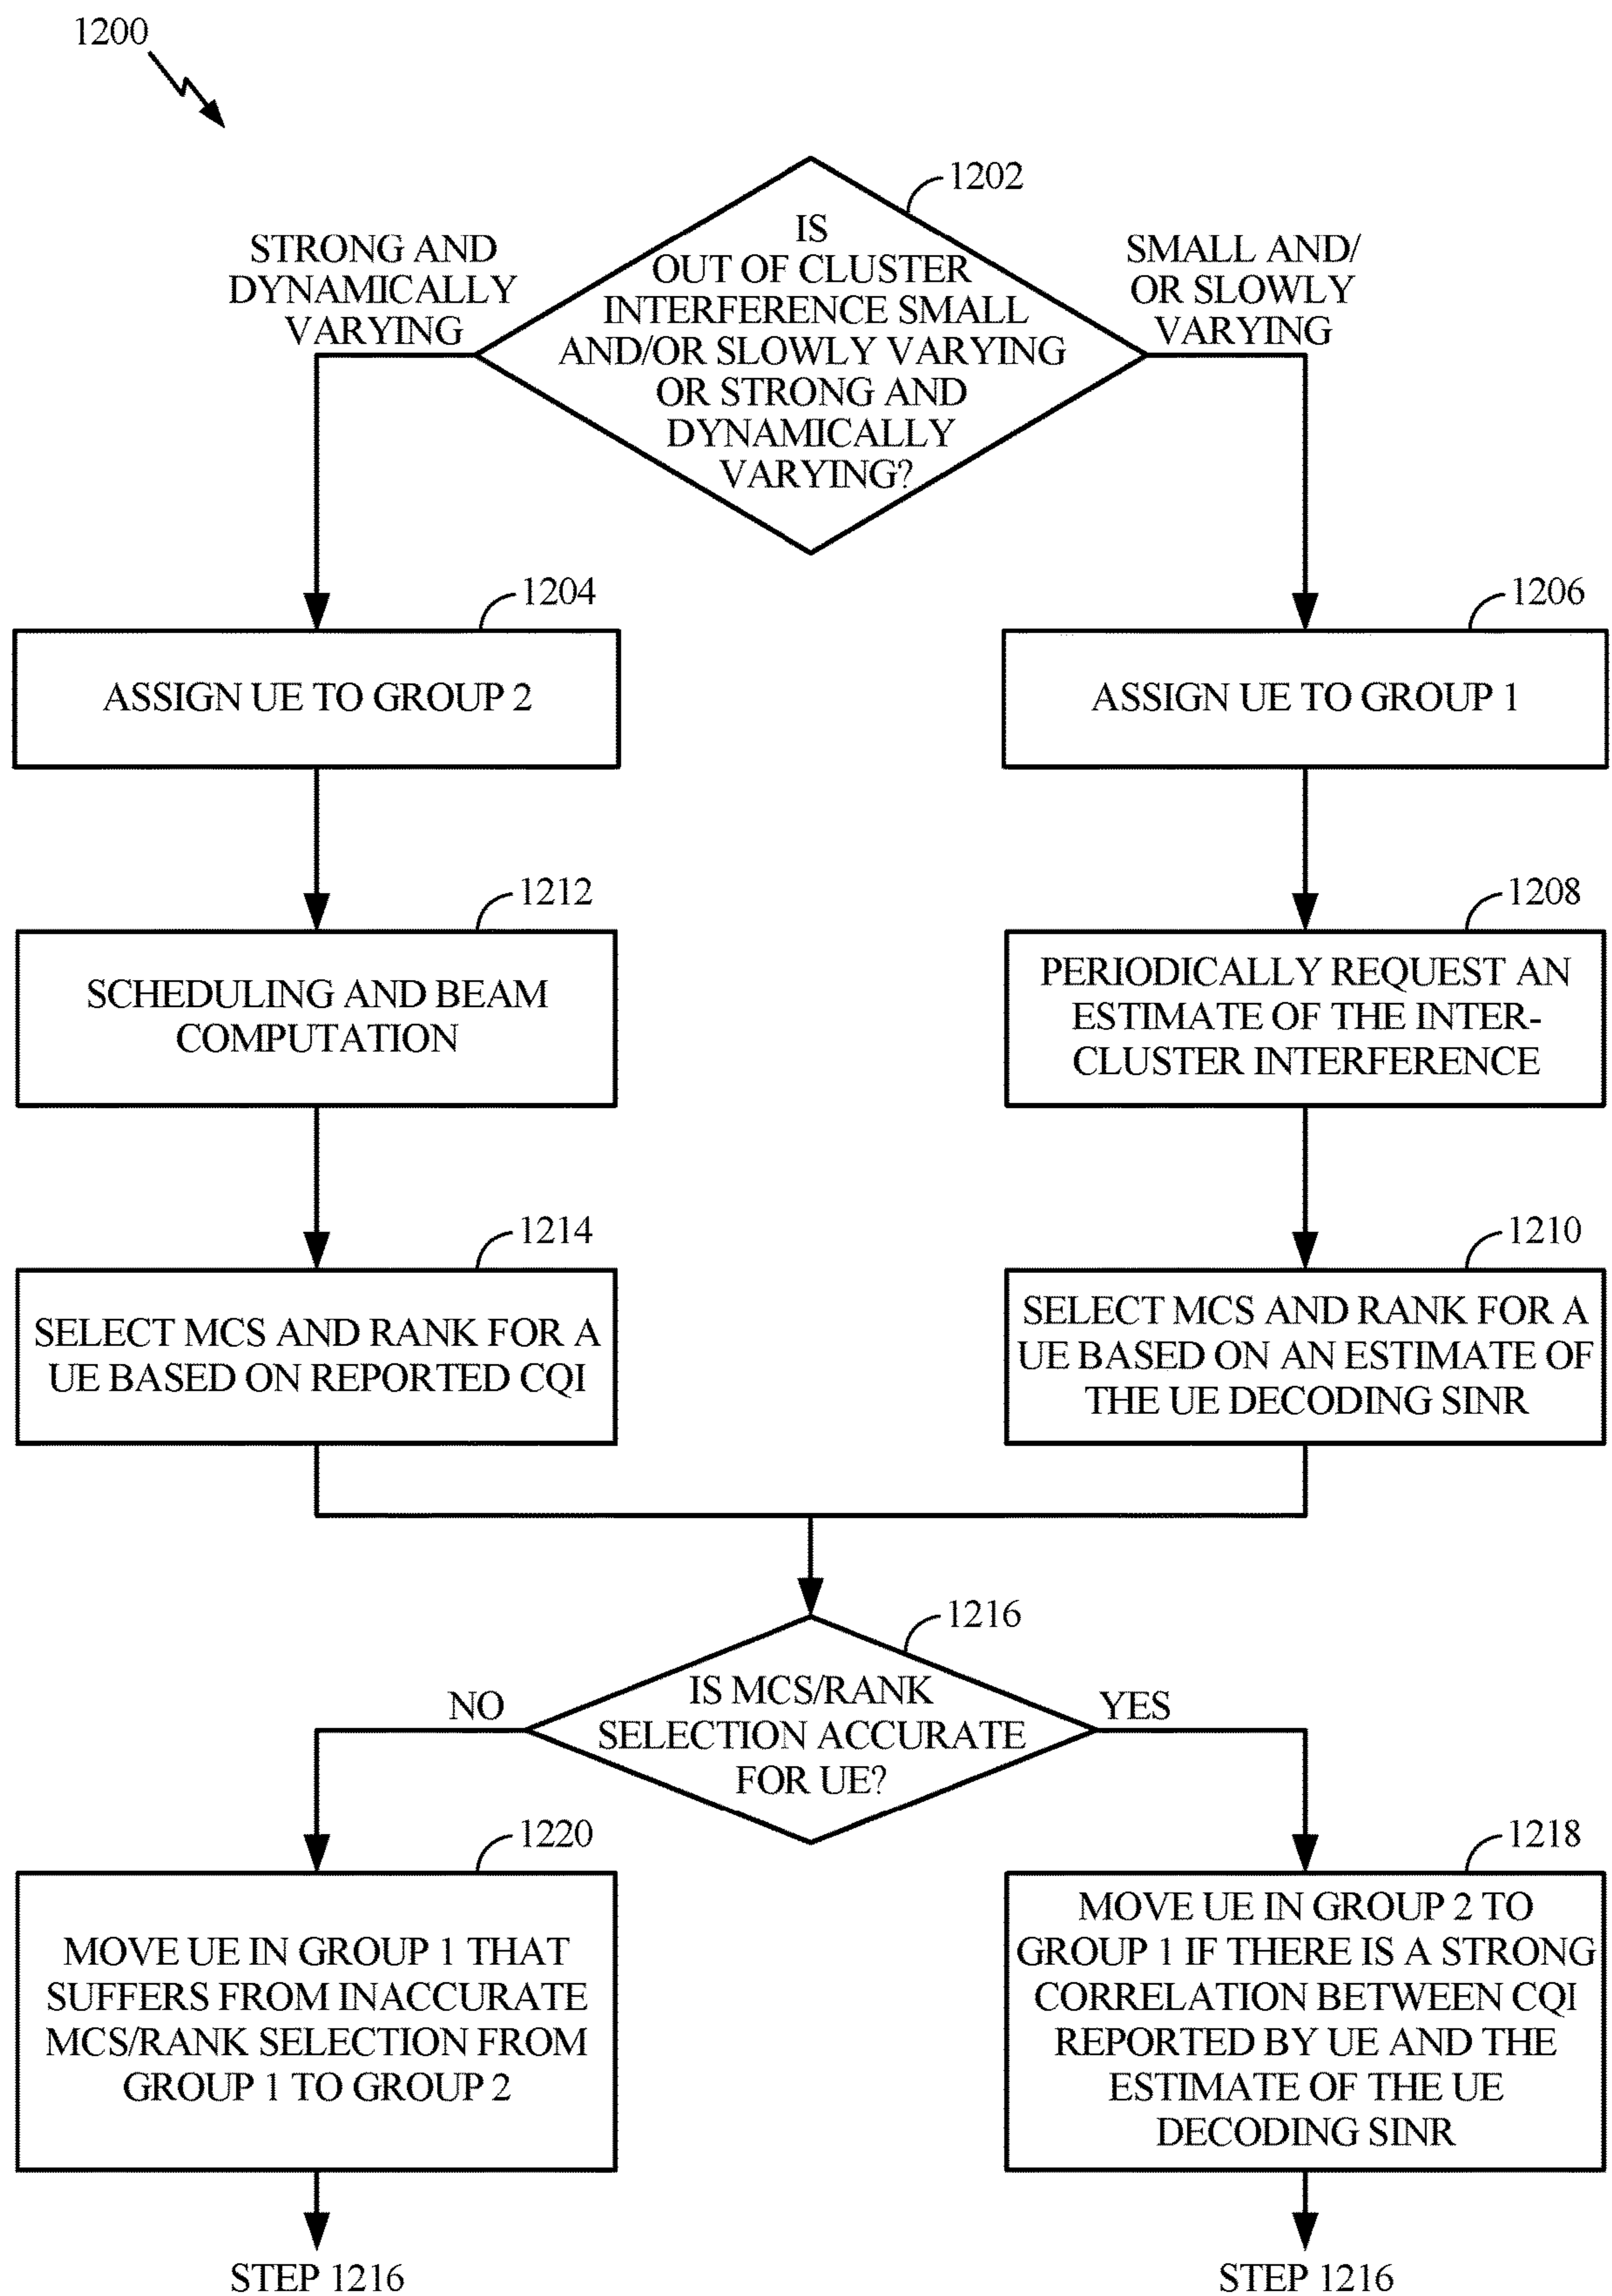 1200
1202
IS
OUT OF CLUSTER
INTERFERENCE SMALL
AND/OR SLOWLY VARYING
OR STRONG AND
DYNAMICALLY
VARYING?
STRONG AND
DYNAMICALLY
VARYING
SMALL AND/
OR SLOWLY
VARYING
1204
ASSIGN UE TO GROUP 2
1206
ASSIGN UE TO GROUP 1
1212
SCHEDULING AND BEAM
COMPUTATION
1208
PERIODICALLY REQUEST AN
ESTIMATE OF THE INTER-
CLUSTER INTERFERENCE
1214
SELECT MCS AND RANK FOR A
UE BASED ON REPORTED CQI
1210
SELECT MCS AND RANK FOR A
UE BASED ON AN ESTIMATE OF
THE UE DECODING SINR
1216
IS MCS/RANK
SELECTION ACCURATE
FOR UE?
NO
YES
1220
MOVE UE IN GROUP 1 THAT
SUFFERS FROM INACCURATE
MCS/RANK SELECTION FROM
GROUP 1 TO GROUP 2
1218
MOVE UE IN GROUP 2 TO
GROUP 1 IF THERE IS A STRONG
CORRELATION BETWEEN CQI
REPORTED BY UE AND THE
ESTIMATE OF THE UE
DECODING SINR
STEP 1216
STEP 1216